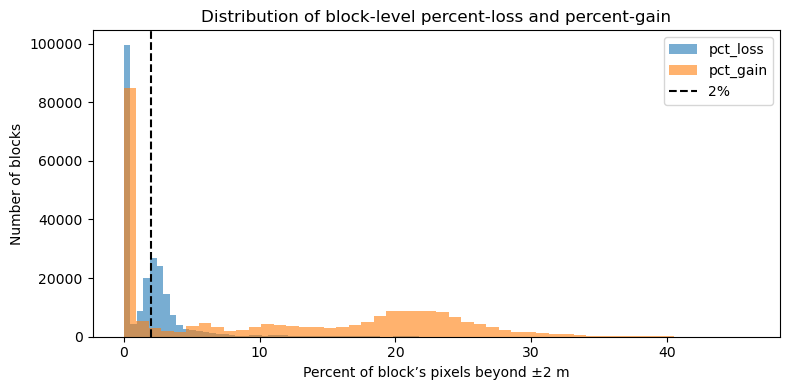 Distribution of block-level percent-loss and percent-gain
pct_loss
pct_gain
2%
100000
80000
60000
40000
20000
0
Number of blocks
0 10 20 30 40
Percent of block’s pixels beyond ±2 m